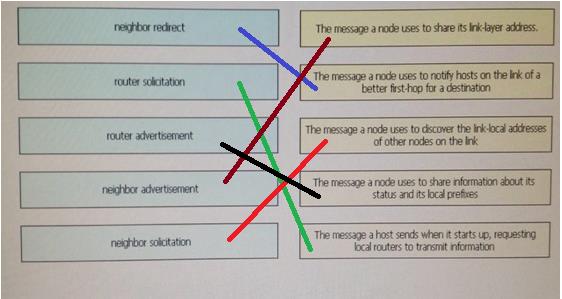 neighbor redirect
router solicitation
router advertisement
neighbor advertisement
neighbor solicitation
The message a node uses to share its link-layer address.
The message a node uses to notify hosts on the link of a
better first-hop for a destination
The message a node uses to discover the link-local addresses
of other nodes on the link
The message a node uses to share information about its
status and its local prefixes
The message a host sends when it starts up, requesting
local routers to transmit information